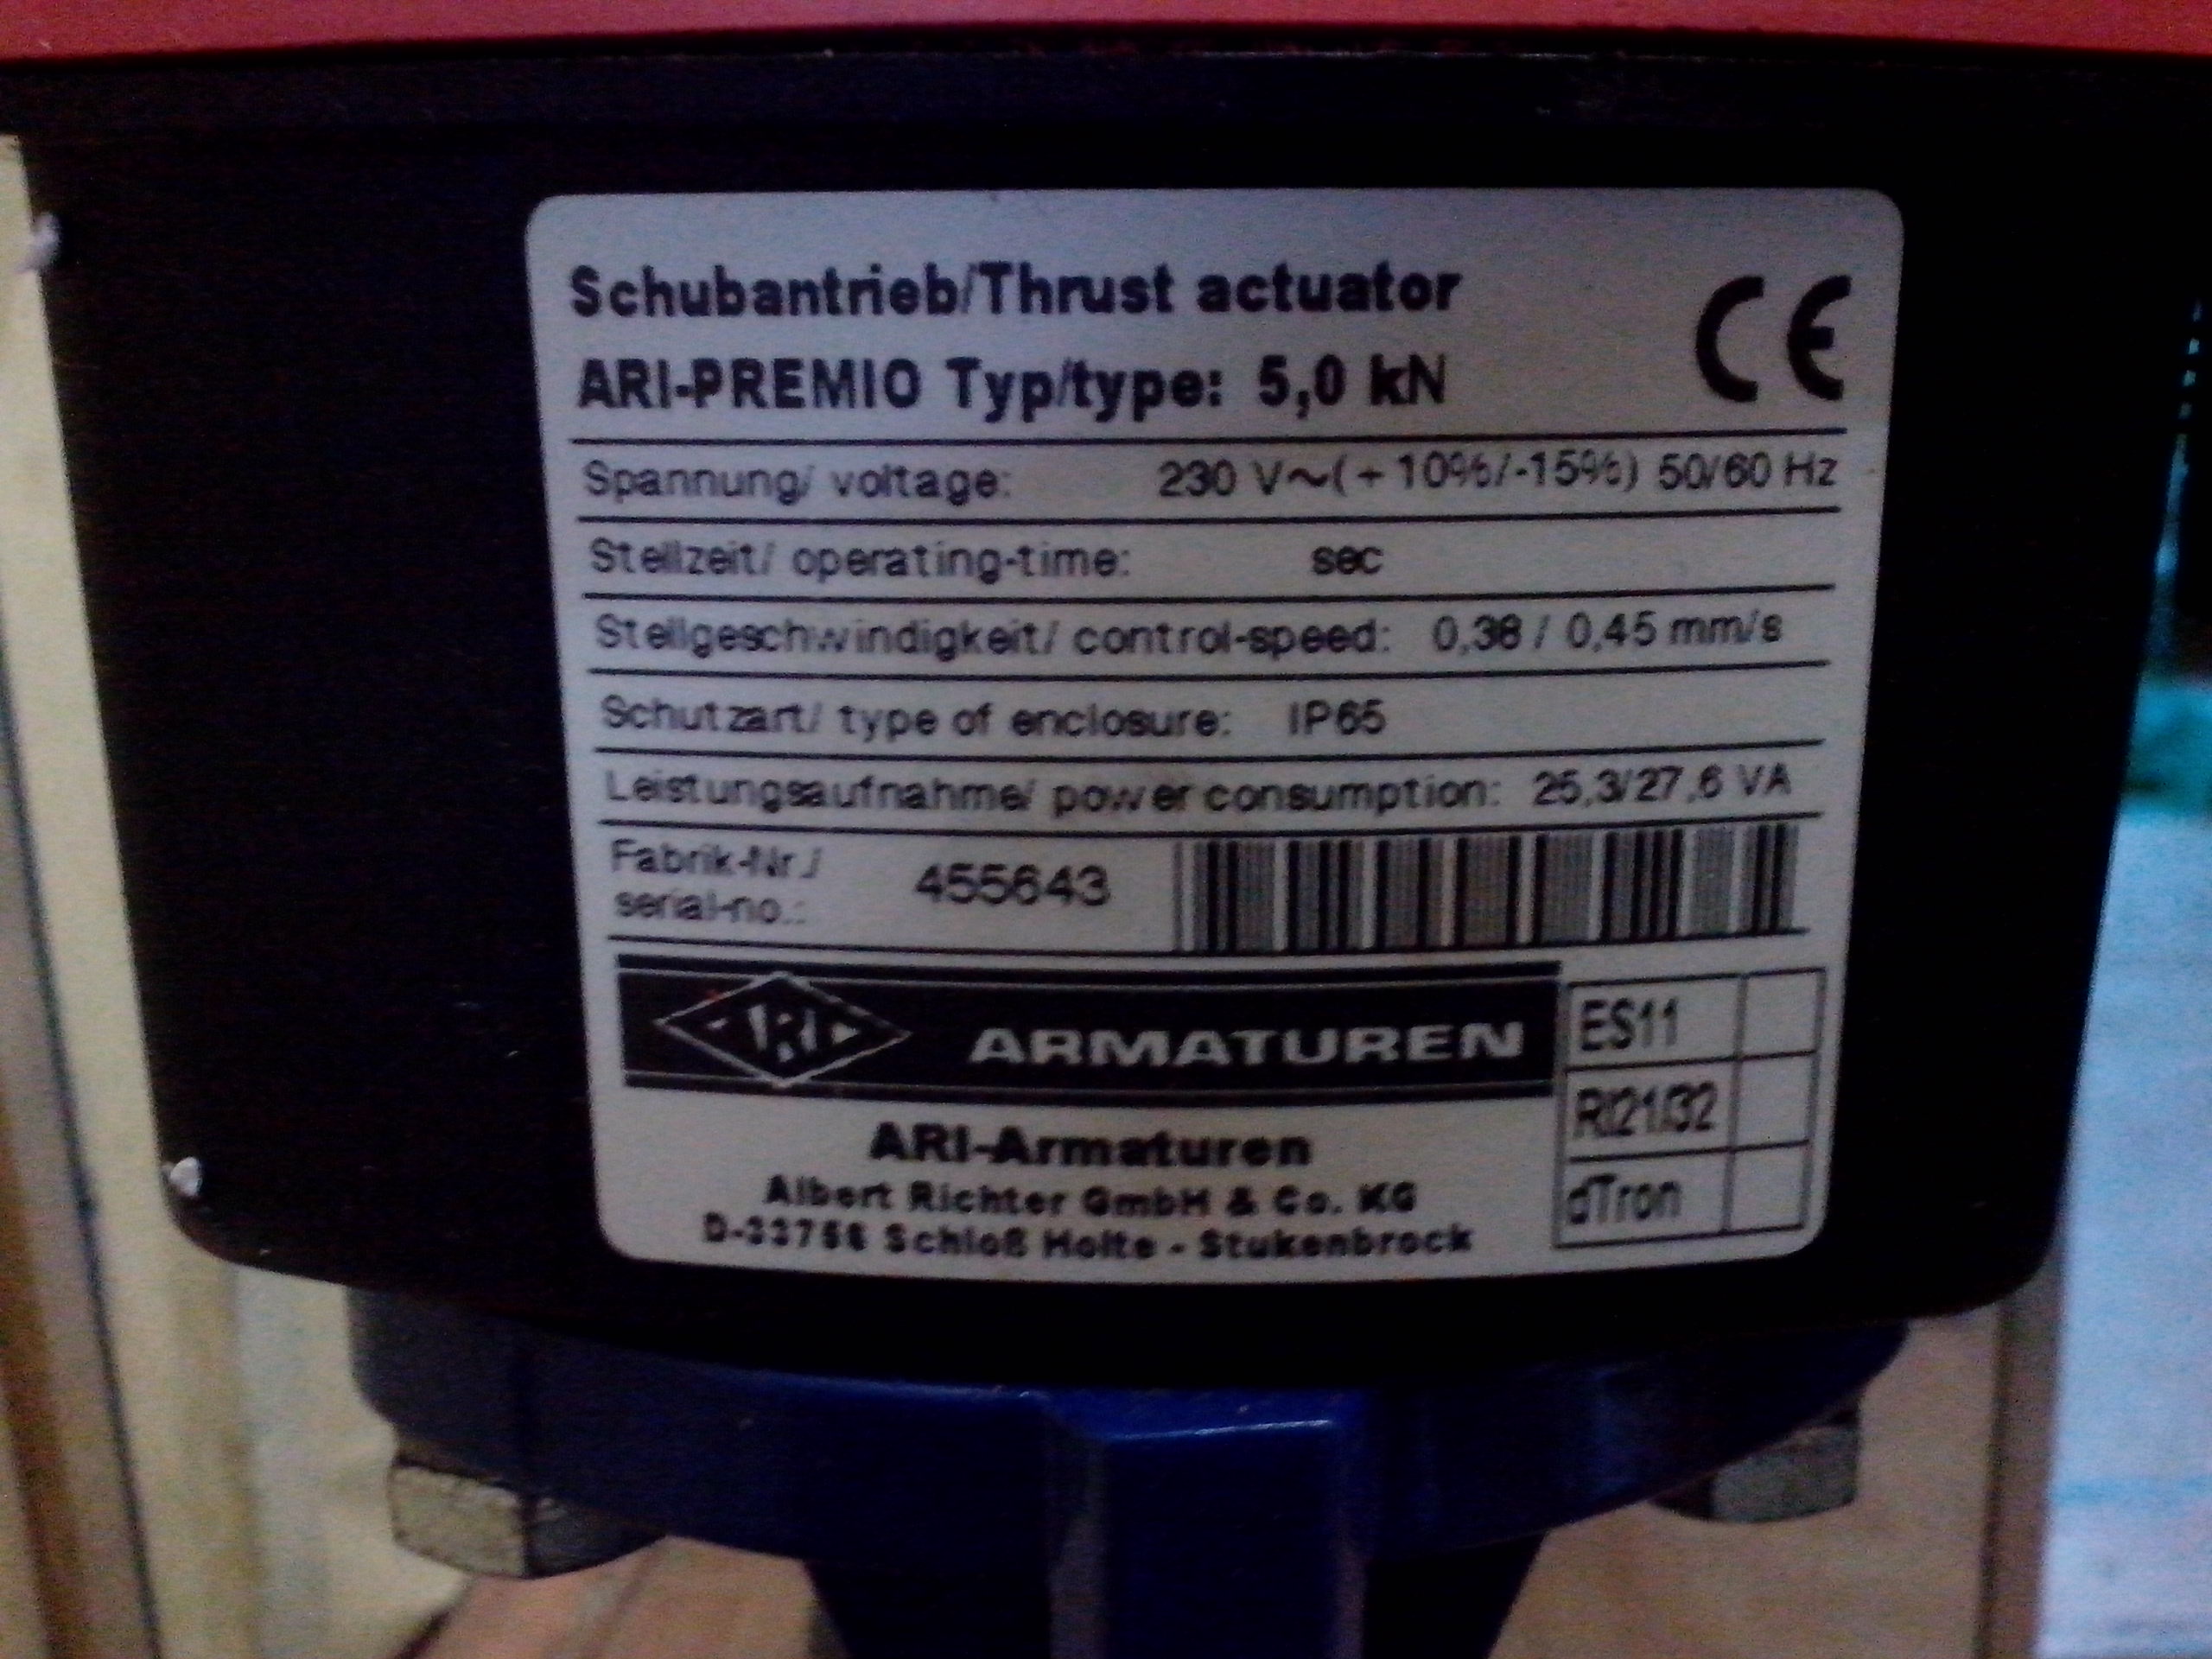 Schubantrieb/Thrust actuator
CE
ARI-PREMIO Typ/type: 5,0 kN
Spannung/ voltage: 230 V~(+10%/-15%) 50/60 Hz
Stellzeit/ operating-time: sec
Stellgeschwindigkeit/ control-speed: 0,38 / 0,45 mm/s
Schutzart/ type of enclosure: IP65
Leistungsaufnahme/ power consumption: 25,3/27,6 VA
Fabrik-Nr./
serial-no.: 455643
ARI ARMATUREN
ES11
RI21/32
dTron
ARI-Armaturen
Albert Richter GmbH & Co. KG
D-33758 Schloß Holte - Stukenbrock